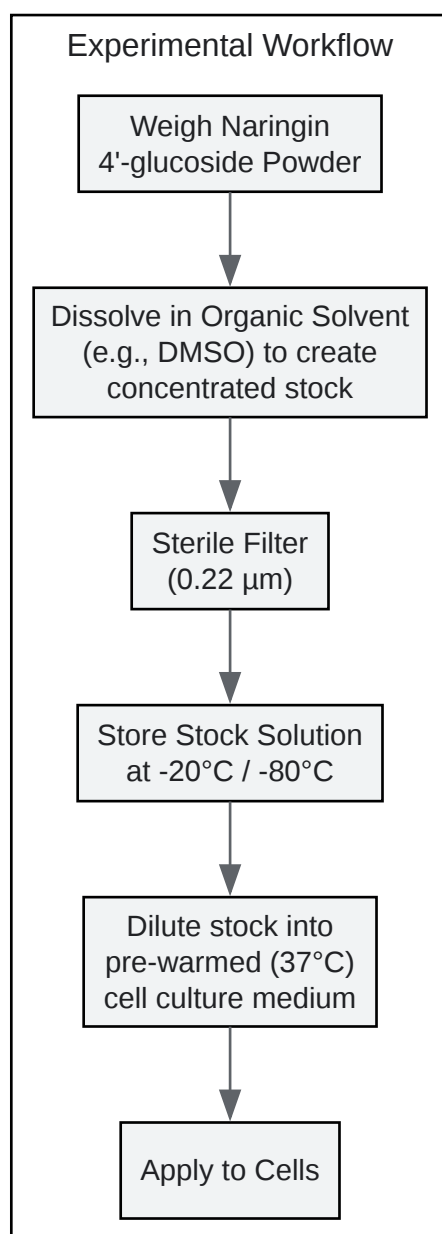 Experimental Workflow
Weigh Naringin
4'-glucoside Powder
Dissolve in Organic Solvent
(e.g., DMSO) to create
concentrated stock
Sterile Filter
(0.22 µm)
Store Stock Solution
at -20°C / -80°C
Dilute stock into
pre-warmed (37°C)
cell culture medium
Apply to Cells